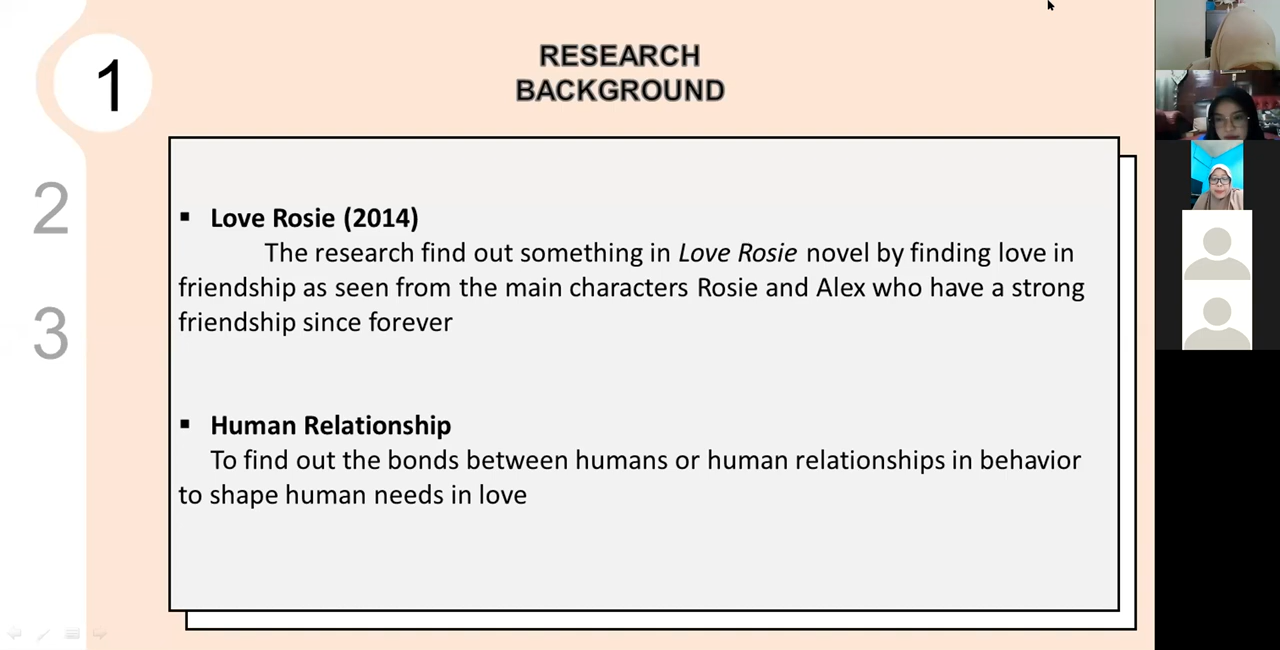 1
RESEARCH
BACKGROUND
2
3
▪ Love Rosie (2014)
The research find out something in Love Rosie novel by finding love in
friendship as seen from the main characters Rosie and Alex who have a strong
friendship since forever
▪ Human Relationship
To find out the bonds between humans or human relationships in behavior
to shape human needs in love